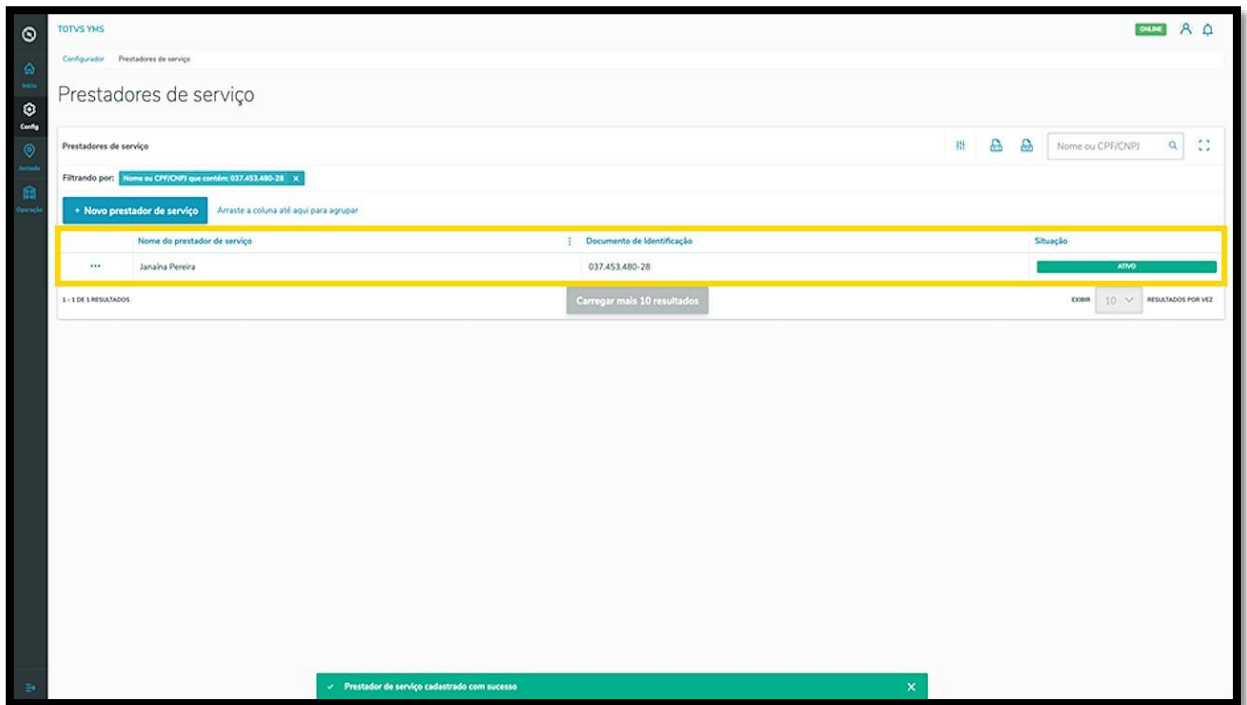 TOTVS YMS
ONLINE
Início
Config
Jornada
Operação
Configurador Prestadores de serviço
Prestadores de serviço
Prestadores de serviço
Nome ou CPF/CNPJ
Filtrando por: Nome ou CPF/CNPJ que contém: 037.453.480-28 X
+ Novo prestador de serviço Arraste a coluna até aqui para agrupar
Nome do prestador de serviço Documento de Identificação Situação
Janaína Pereira 037.453.480-28 ATIVO
1 - 1 DE 1 RESULTADOS Carregar mais 10 resultados EXIBIR 10 RESULTADOS POR VEZ
Prestador de serviço cadastrado com sucesso